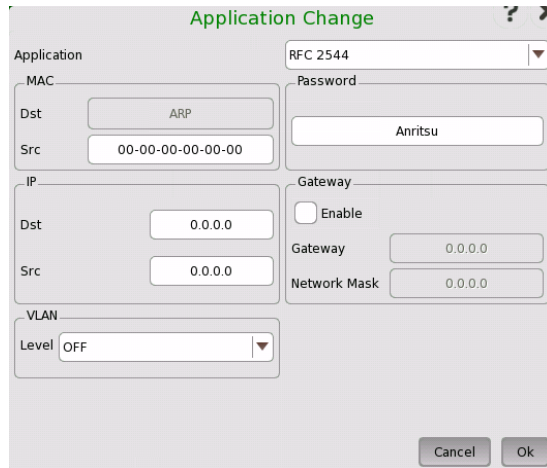 Application Change ?
Application RFC 2544
MAC Password
Dst ARP
Anritsu
Src 00-00-00-00-00-00
IP Gateway
Enable
Dst 0.0.0.0
Gateway 0.0.0.0
Src 0.0.0.0
Network Mask 0.0.0.0
VLAN
Level OFF
Cancel Ok